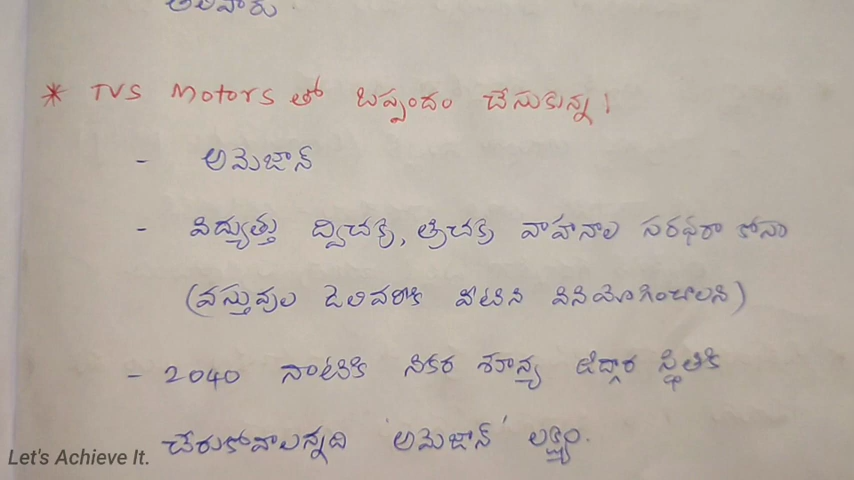 తెలిపారు.
* TVS Motors తో ఒప్పందం చేసుకున్న!
- అమెజాన్
- విద్యుత్తు ద్విచక్ర, త్రిచక్ర వాహనాల సరఫరా కోసం
(వస్తువుల డెలివరీకి వీటిని వినియోగించాలని)
- 2040 నాటికి నికర శూన్య ఉద్గార స్థితికి
చేరుకోవాలన్నది 'అమెజాన్' లక్ష్యం.
Let's Achieve It.